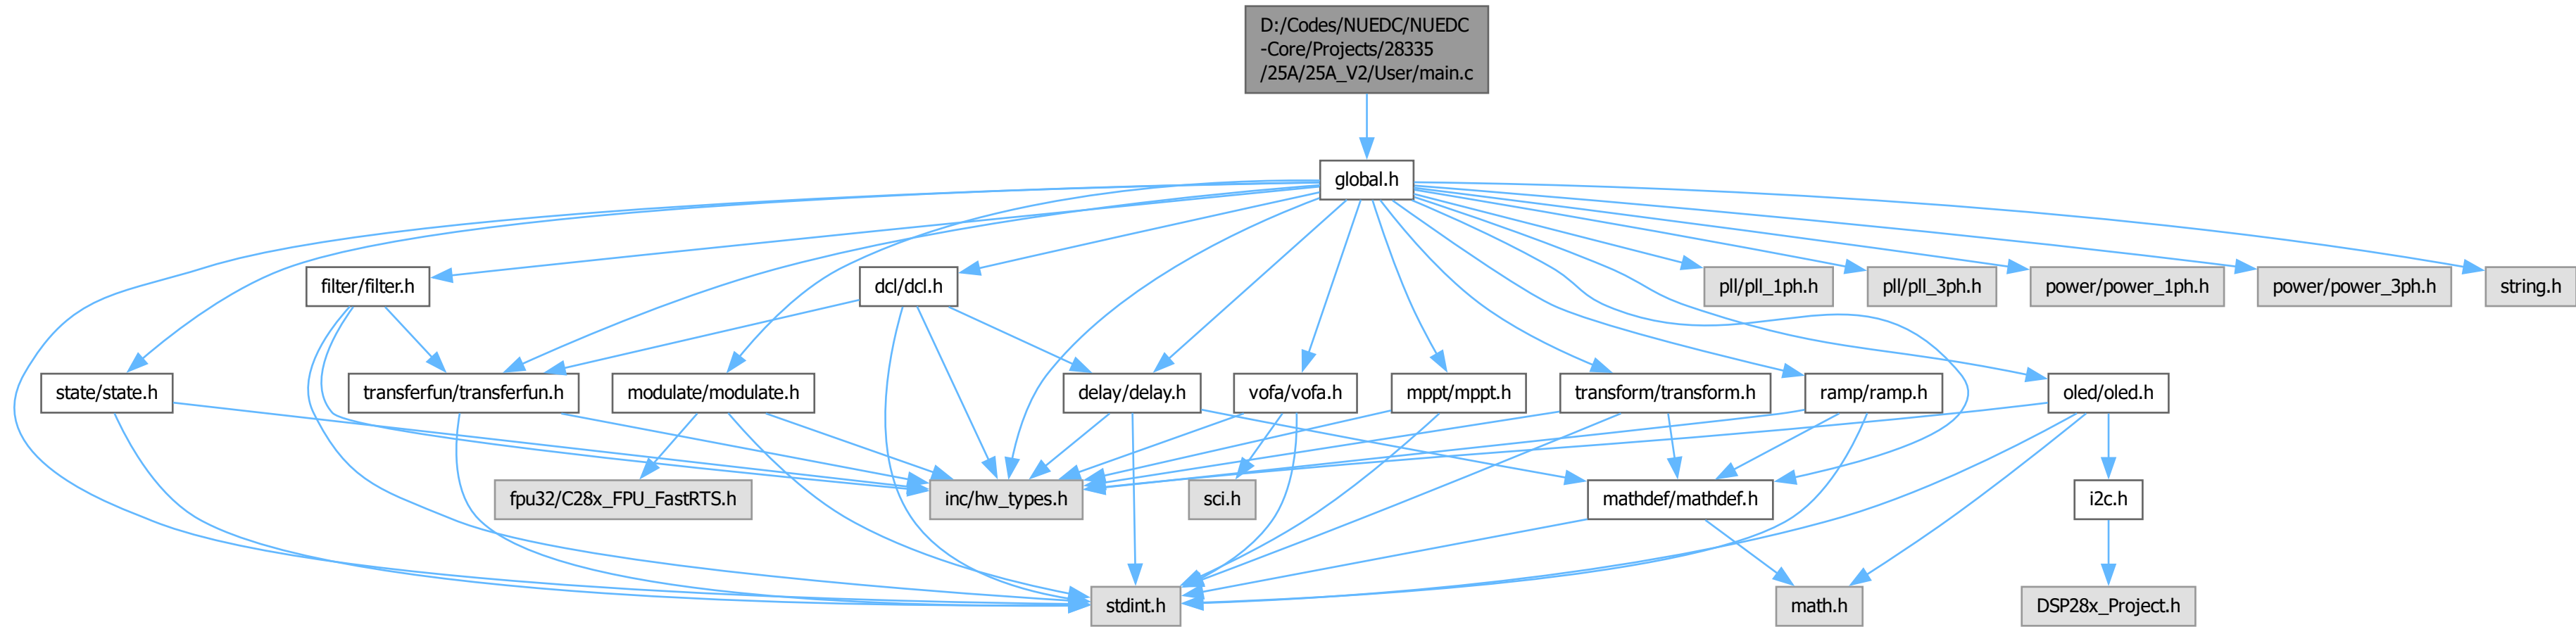 D:/Codes/NUEDC/NUEDC
-Core/Projects/28335
/25A/25A_V2/User/main.c
global.h
filter/filter.h
dcl/dcl.h
pll/pll_1ph.h
pll/pll_3ph.h
power/power_1ph.h
power/power_3ph.h
string.h
state/state.h
transferfun/transferfun.h
modulate/modulate.h
delay/delay.h
vofa/vofa.h
mppt/mppt.h
transform/transform.h
ramp/ramp.h
oled/oled.h
fpu32/C28x_FPU_FastRTS.h
inc/hw_types.h
sci.h
mathdef/mathdef.h
i2c.h
stdint.h
math.h
DSP28x_Project.h